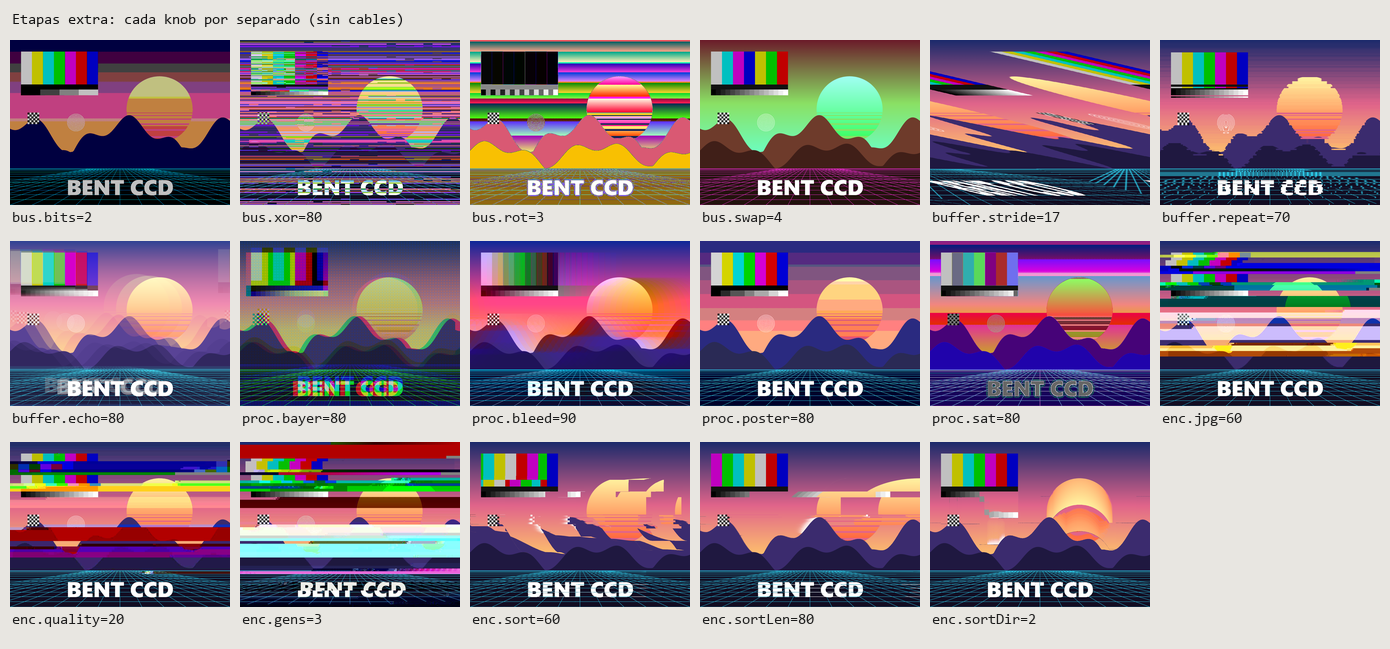 Etapas extra: cada knob por separado (sin cables)
BENT CCD BENT CCD BENT CCD BENT CCD BENT CCD
bus.bits=2 bus.xor=80 bus.rot=3 bus.swap=4 buffer.stride=17 buffer.repeat=70
BENT CCD BENT CCD BENT CCD BENT CCD BENT CCD BENT CCD
buffer.echo=80 proc.bayer=80 proc.bleed=90 proc.poster=80 proc.sat=80 enc.jpg=60
BENT CCD BENT CCD BENT CCD BENT CCD BENT CCD
enc.quality=20 enc.gens=3 enc.sort=60 enc.sortLen=80 enc.sortDir=2